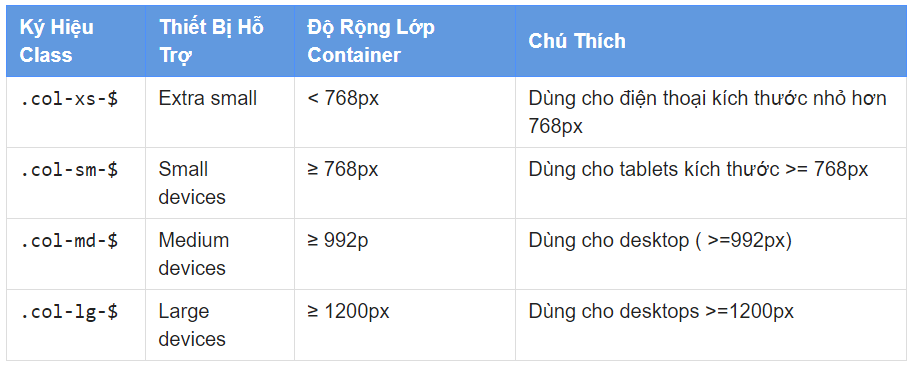 Ký Hiệu Class
Thiết Bị Hỗ Trợ
Độ Rộng Lớp Container
Chú Thích
.col-xs-$
Extra small
< 768px
Dùng cho điện thoại kích thước nhỏ hơn
768px
.col-sm-$
Small
devices
≥ 768px
Dùng cho tablets kích thước >= 768px
.col-md-$
Medium
devices
≥ 992p
Dùng cho desktop ( >=992px)
.col-lg-$
Large
devices
≥ 1200px
Dùng cho desktops >=1200px